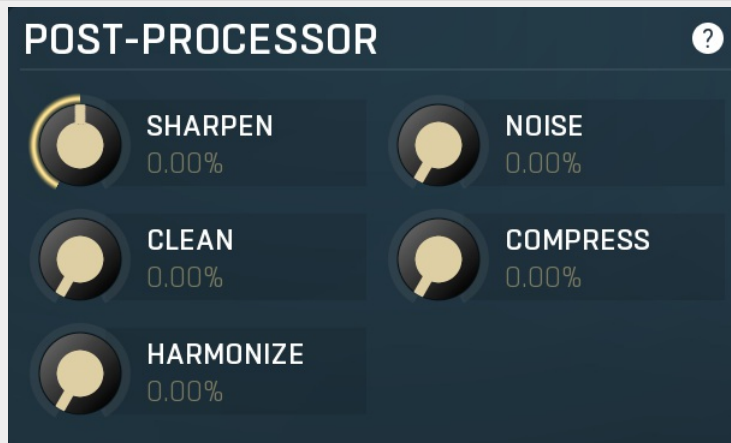 POST-PROCESSOR ?
SHARPEN
0.00%
NOISE
0.00%
CLEAN
0.00%
COMPRESS
0.00%
HARMONIZE
0.00%